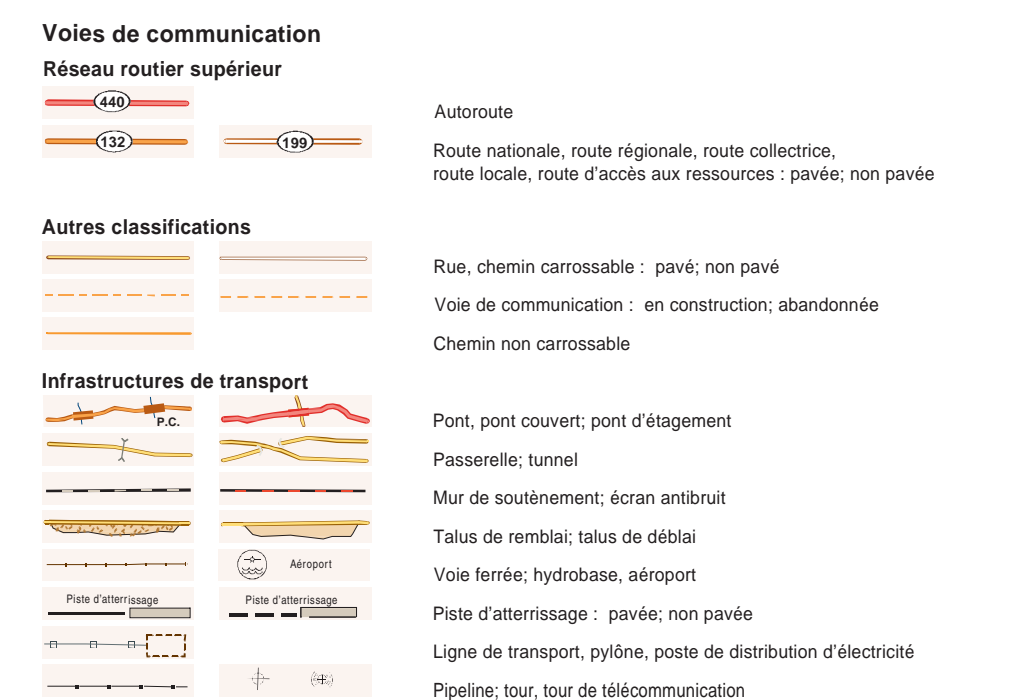 Voies de communication
Réseau routier supérieur
440
Autoroute
132
199
Route nationale, route régionale, route collectrice,
route locale, route d'accès aux ressources : pavée; non pavée
Autres classifications
Rue, chemin carrossable : pavé; non pavé
Voie de communication : en construction; abandonnée
Chemin non carrossable
Infrastructures de transport
P.C.
Pont, pont couvert; pont d'étagement
Passerelle; tunnel
Mur de soutènement; écran antibruit
Talus de remblai; talus de déblai
Aéroport
Voie ferrée; hydrobase, aéroport
Piste d'atterrissage
Piste d'atterrissage
Piste d'atterrissage : pavée; non pavée
Ligne de transport, pylône, poste de distribution d'électricité
Pipeline; tour, tour de télécommunication